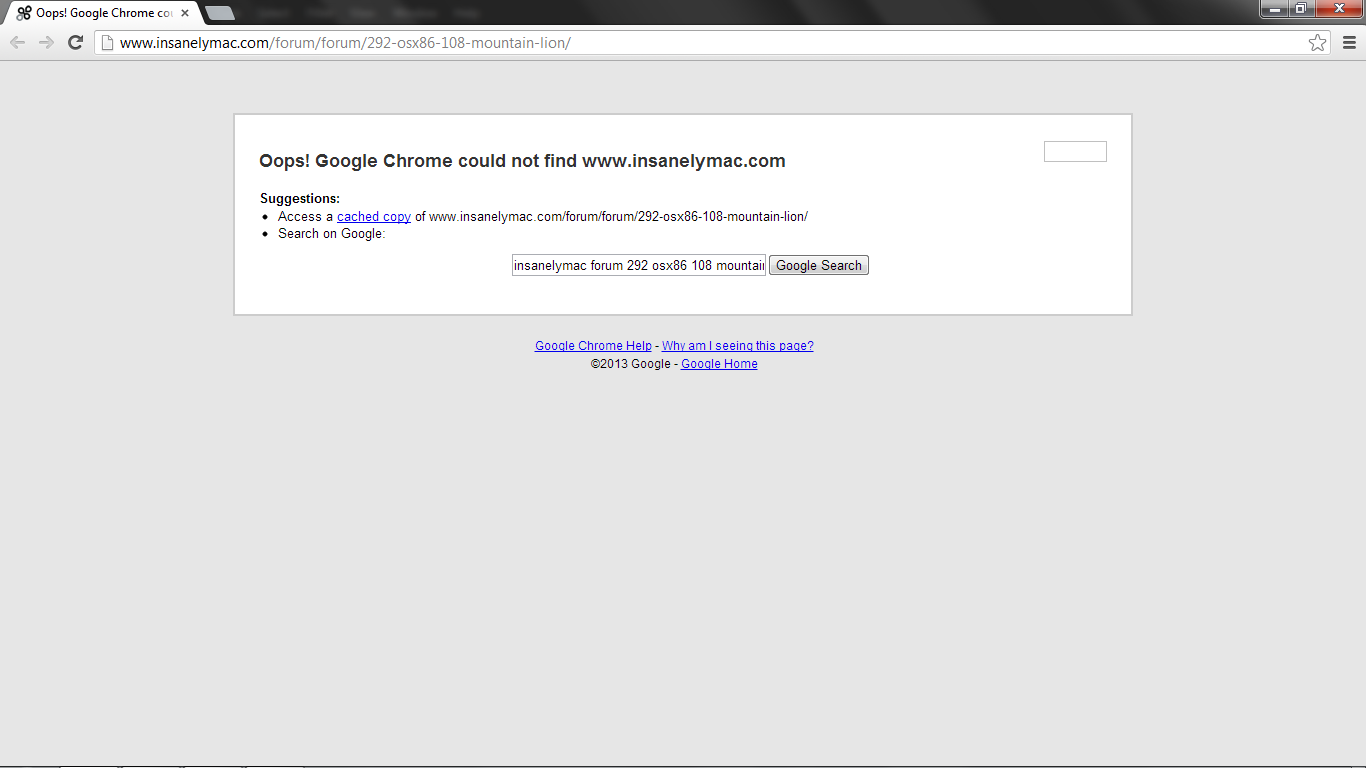 Oops! Google Chrome cou
www.insanelymac.com/forum/forum/292-osx86-108-mountain-lion/
Oops! Google Chrome could not find www.insanelymac.com
Suggestions:
Access a cached copy of www.insanelymac.com/forum/forum/292-osx86-108-mountain-lion/
Search on Google:
insanelymac forum 292 osx86 108 mountain Google Search
Google Chrome Help - Why am I seeing this page?
©2013 Google - Google Home